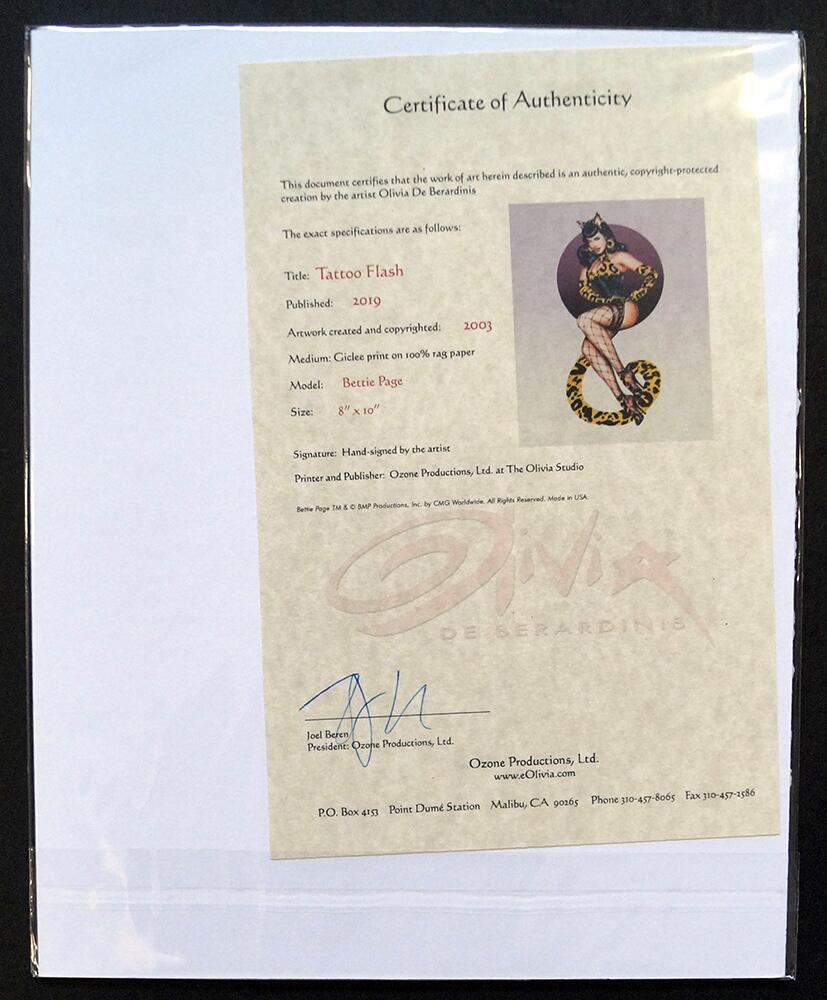 Certificate of Authenticity
This document certifies that the work of art herein described is an authentic, copyright-protected
creation by the artist Olivia De Berardinis
The exact specifications are as follows:
Title: Tattoo Flash
Published: 2019
Artwork created and copyrighted: 2003
Medium: Giclee print on 100% rag paper
Model: Bettie Page
Size: 8" x 10"
Signature: Hand-signed by the artist
Printer and Publisher: Ozone Productions, Ltd. at The Olivia Studio
Bettie Page TM & © BMP Productions, Inc. by CMG Worldwide. All Rights Reserved. Made in USA.
Olivia
DE BERARDINIS
Joel Beren
President: Ozone Productions, Ltd.
Ozone Productions, Ltd.
www.eOlivia.com
P.O. Box 4153 Point Dumé Station Malibu, CA 90265 Phone 310-457-8065 Fax 310-457-2586